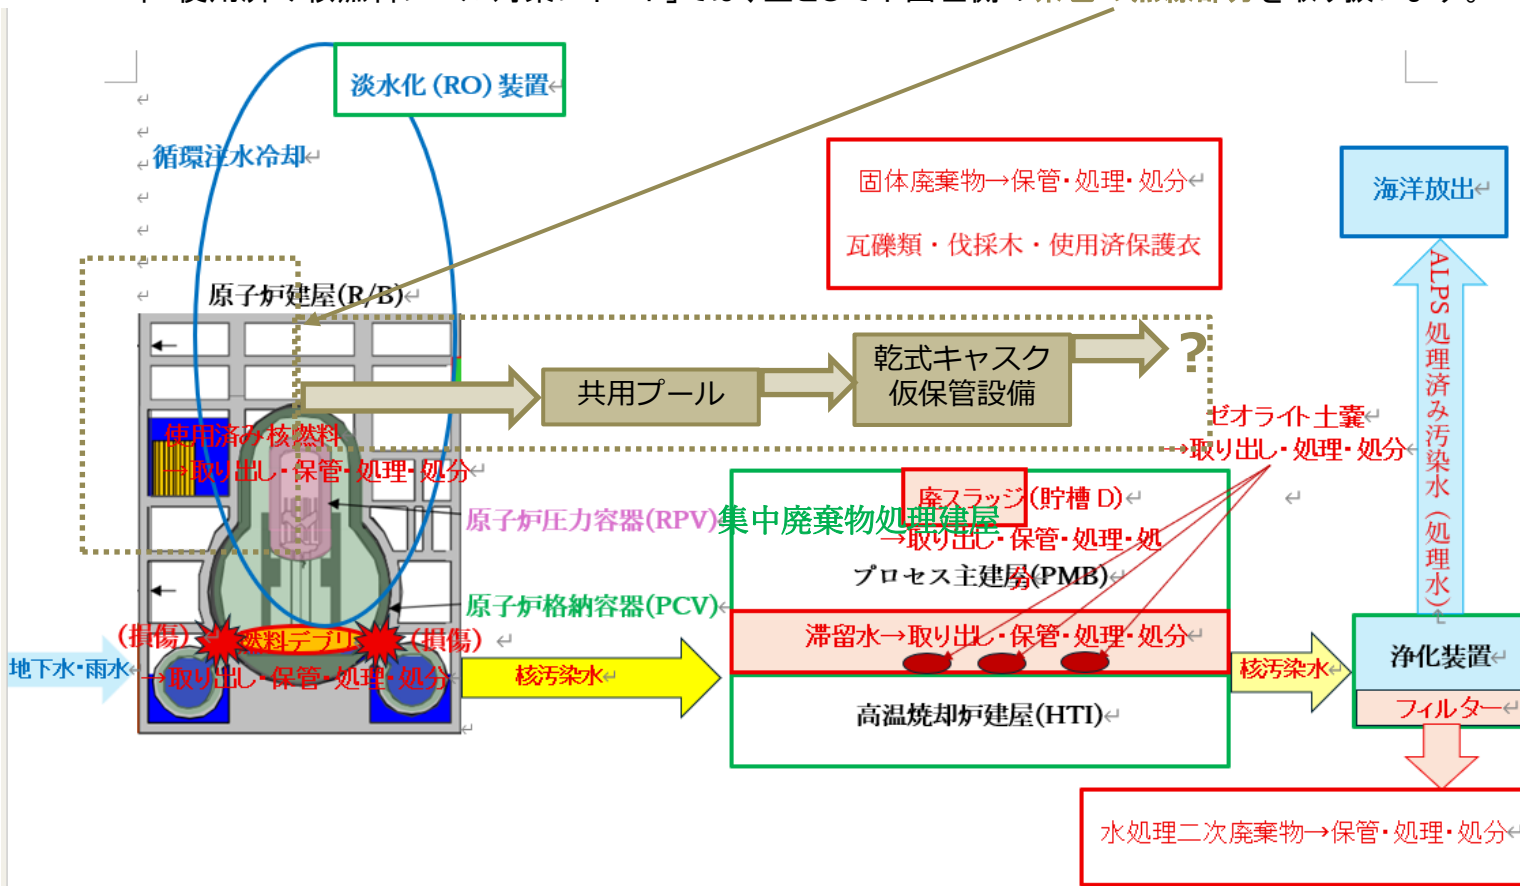 淡水化(RO)装置
循環注水冷却
固体廃棄物→保管・処理・処分
瓦礫類・伐採木・使用済保護衣
海洋放出
ALPS処理済み汚染水(処理水)
原子炉建屋(R/B)
共用プール
乾式キャスク
仮保管設備
?
使用済み核燃料
→取り出し・保管・処理・処分
ゼオライト土嚢
→取り出し・処理・処分
原子炉圧力容器(RPV)
集中廃棄物処理建屋
廃スラッジ(貯槽D)
→取り出し・保管・処理・処
分
プロセス主建屋(PMB)
原子炉格納容器(PCV)
(損傷)
燃料デブリ
(損傷)
→取り出し・保管・処理・処分
地下水・雨水
核汚染水
滞留水→取り出し・保管・処理・処分
核汚染水
浄化装置
フィルター
高温焼却炉建屋(HTI)
水処理二次廃棄物→保管・処理・処分